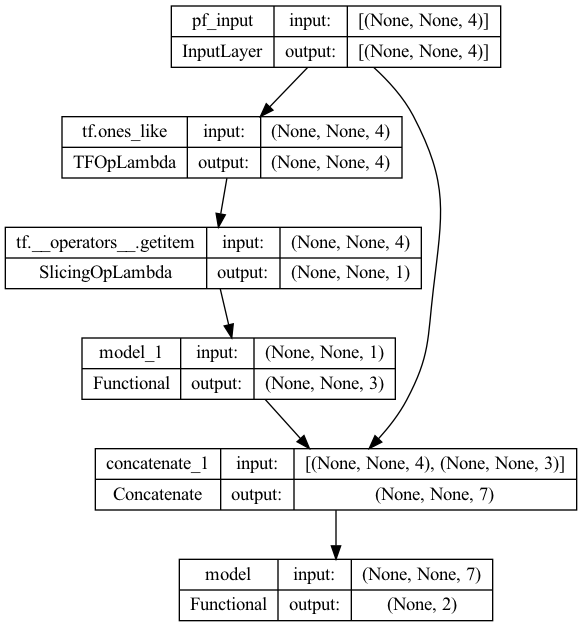 pf_input input: [(None, None, 4)]
InputLayer output: [(None, None, 4)]
tf.ones_like input: (None, None, 4)
TFOpLambda output: (None, None, 4)
tf.__operators__.getitem input: (None, None, 4)
SlicingOpLambda output: (None, None, 1)
model_1 input: (None, None, 1)
Functional output: (None, None, 3)
concatenate_1 input: [(None, None, 4), (None, None, 3)]
Concatenate output: (None, None, 7)
model input: (None, None, 7)
Functional output: (None, 2)